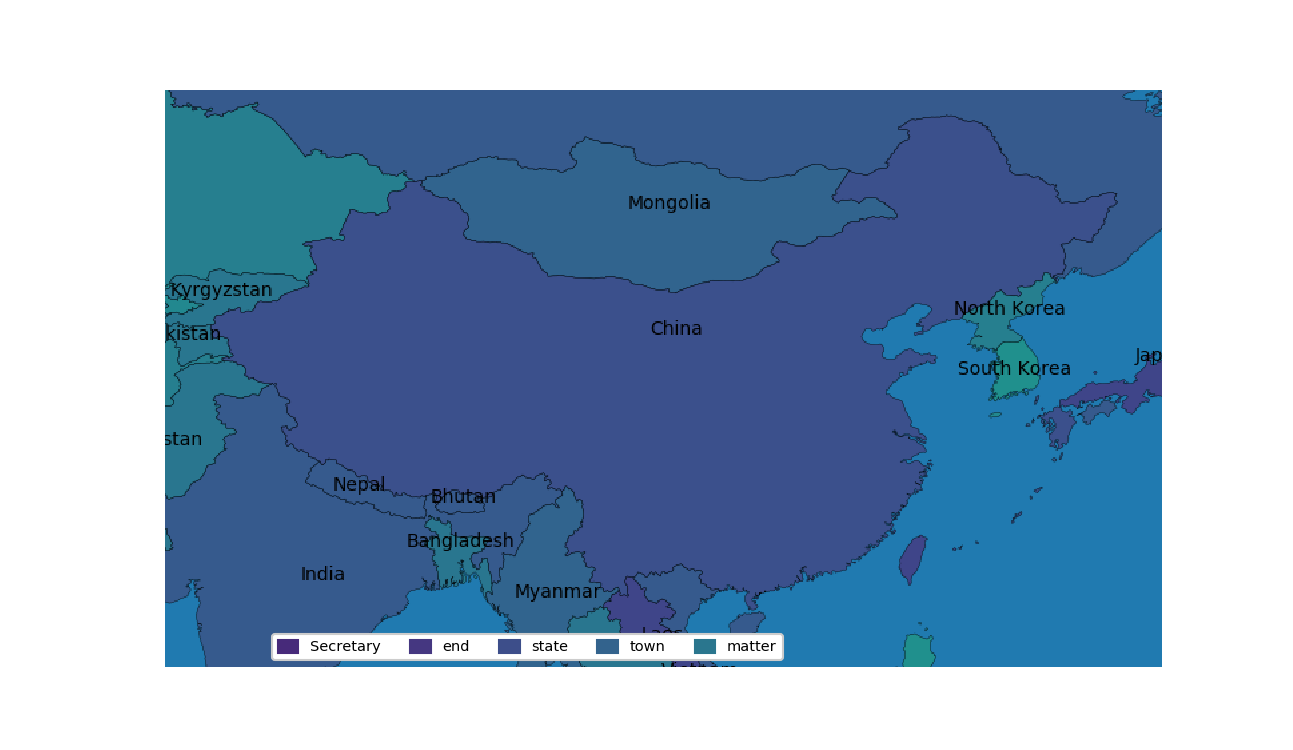 Mongolia
Kyrgyzstan
North Korea
China
kistan
Jap
South Korea
stan
Nepal
Bhutan
Bangladesh
India
Myanmar
Secretary end state town matter